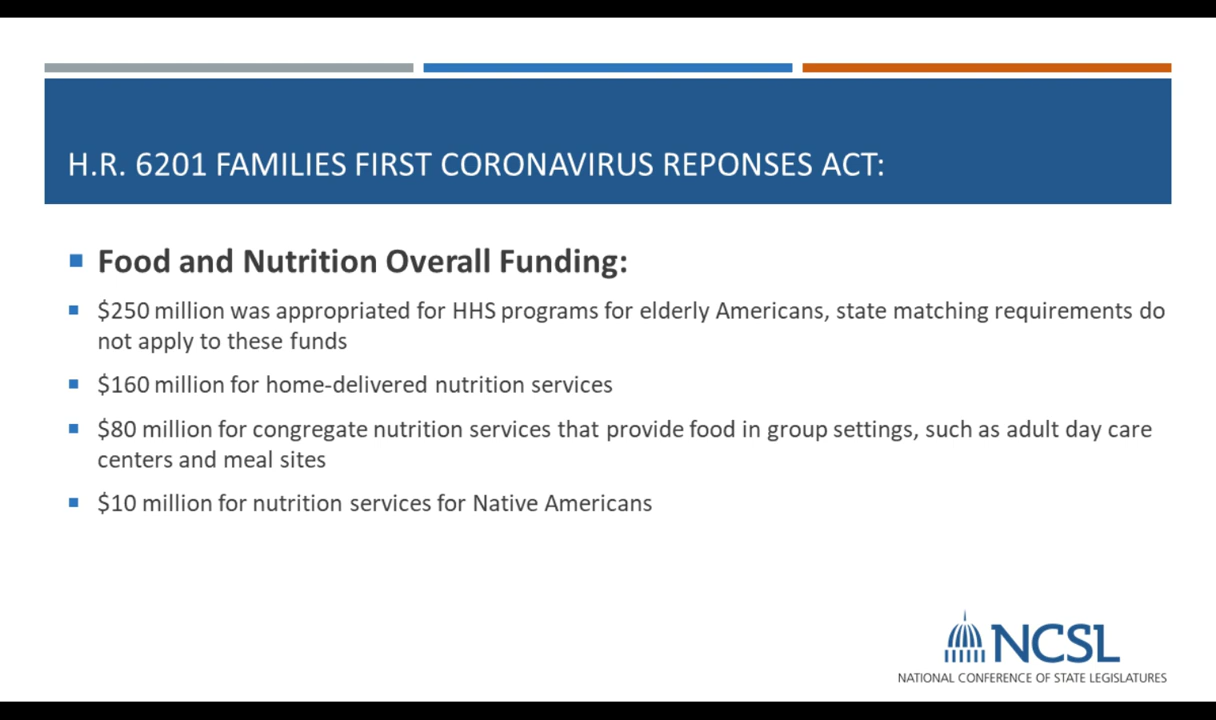 H.R. 6201 FAMILIES FIRST CORONAVIRUS REPONSES ACT:
Food and Nutrition Overall Funding:
$250 million was appropriated for HHS programs for elderly Americans, state matching requirements do
not apply to these funds
$160 million for home-delivered nutrition services
$80 million for congregate nutrition services that provide food in group settings, such as adult day care
centers and meal sites
$10 million for nutrition services for Native Americans
NCSL
NATIONAL CONFERENCE OF STATE LEGISLATURES